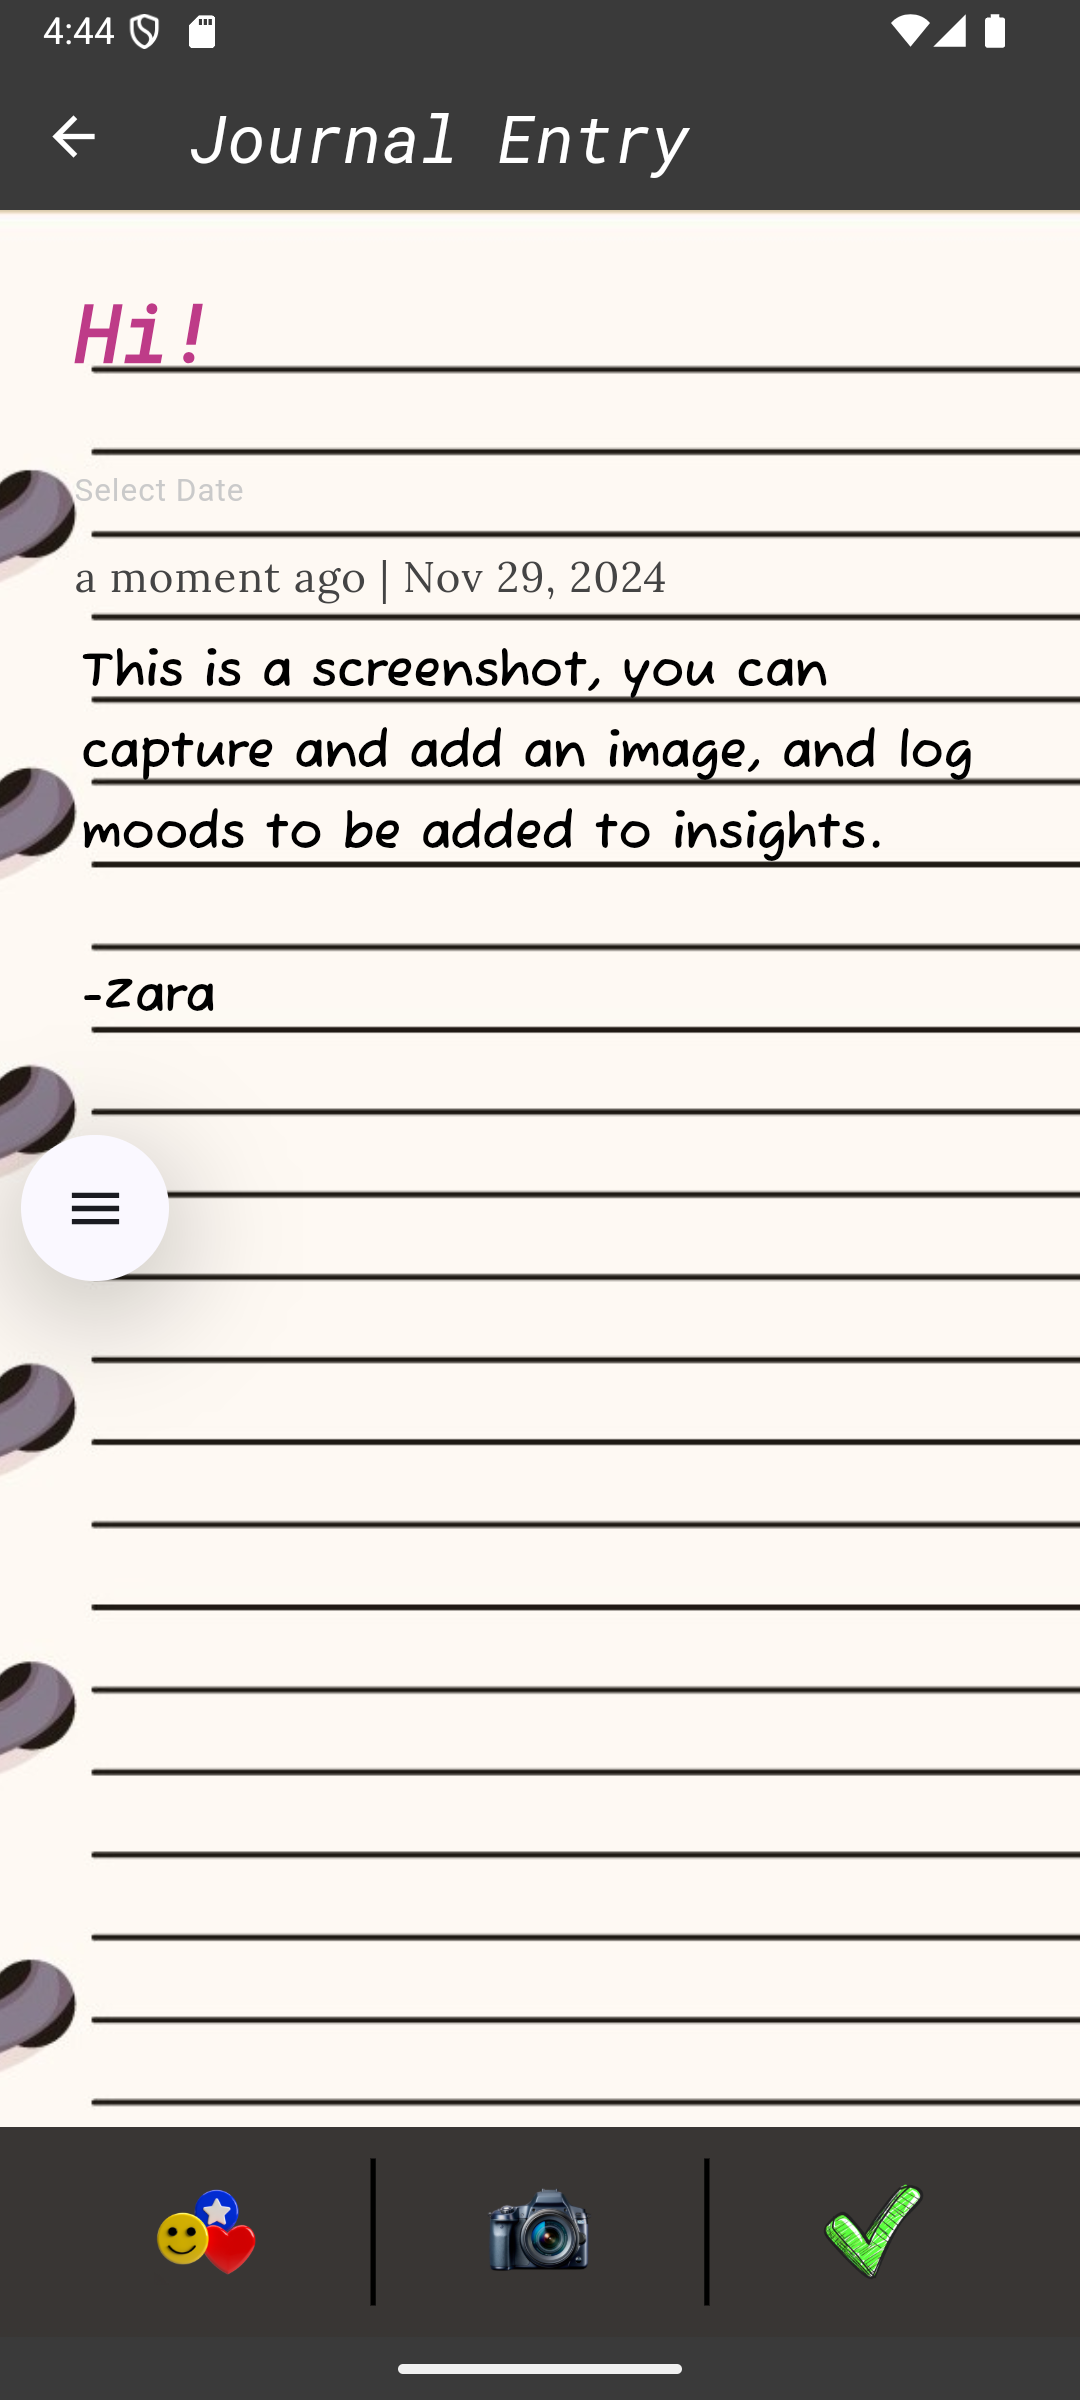 4:44
Journal Entry
Hi!
Select Date
a moment ago | Nov 29, 2024
This is a screenshot, you can
capture and add an image, and log
moods to be added to insights.
-Zara